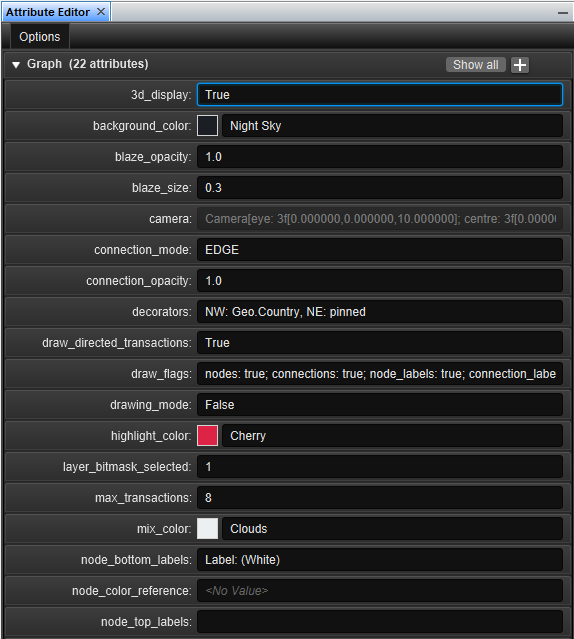 Attribute Editor
Options
Graph (22 attributes) Show all
3d_display: True
background_color: Night Sky
blaze_opacity: 1.0
blaze_size: 0.3
camera: Camera[eye: 3f[0.000000,0.000000,10.000000]; centre: 3f[0.0000
connection_mode: EDGE
connection_opacity: 1.0
decorators: NW: Geo.Country, NE: pinned
draw_directed_transactions: True
draw_flags: nodes: true; connections: true; node_labels: true; connection_labe
drawing_mode: False
highlight_color: Cherry
layer_bitmask_selected: 1
max_transactions: 8
mix_color: Clouds
node_bottom_labels: Label: (White)
node_color_reference: <No Value>
node_top_labels: